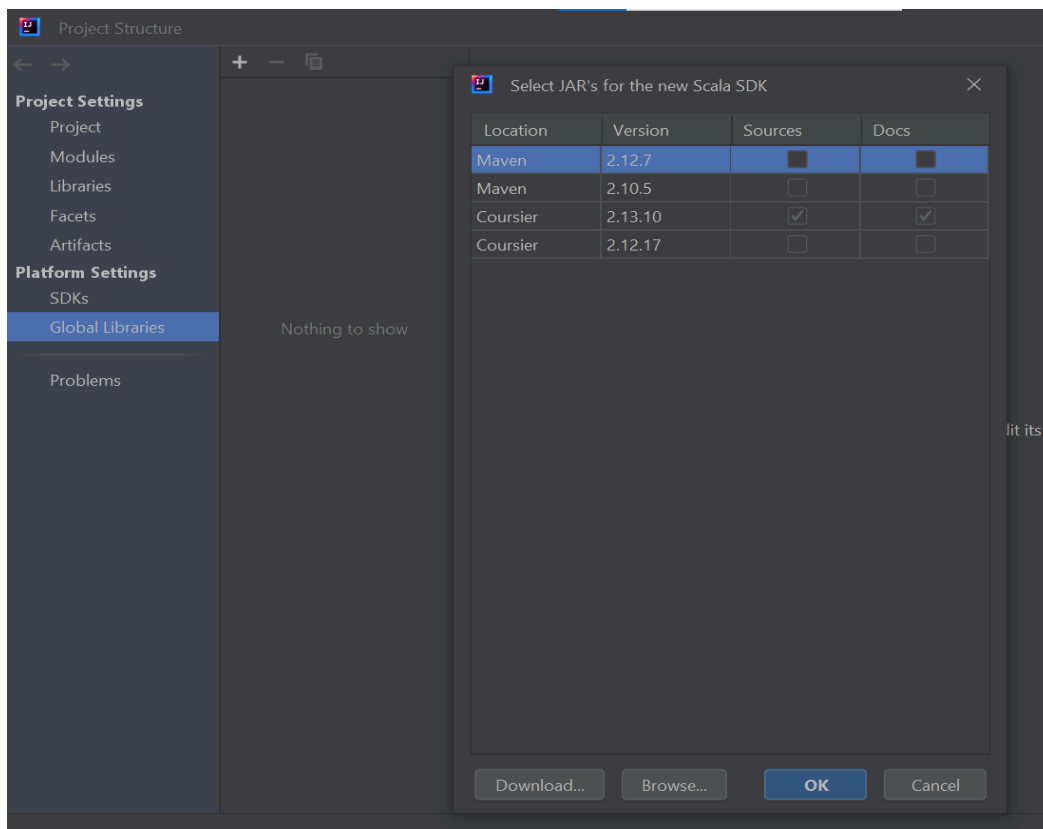 Project Structure
Project Settings
Project
Modules
Libraries
Facets
Artifacts
Platform Settings
SDKs
Global Libraries
Problems
Nothing to show
Select JAR's for the new Scala SDK
Location Version Sources Docs
Maven 2.12.7
Maven 2.10.5
Coursier 2.13.10
Coursier 2.12.17
lit its
Download... Browse... OK Cancel